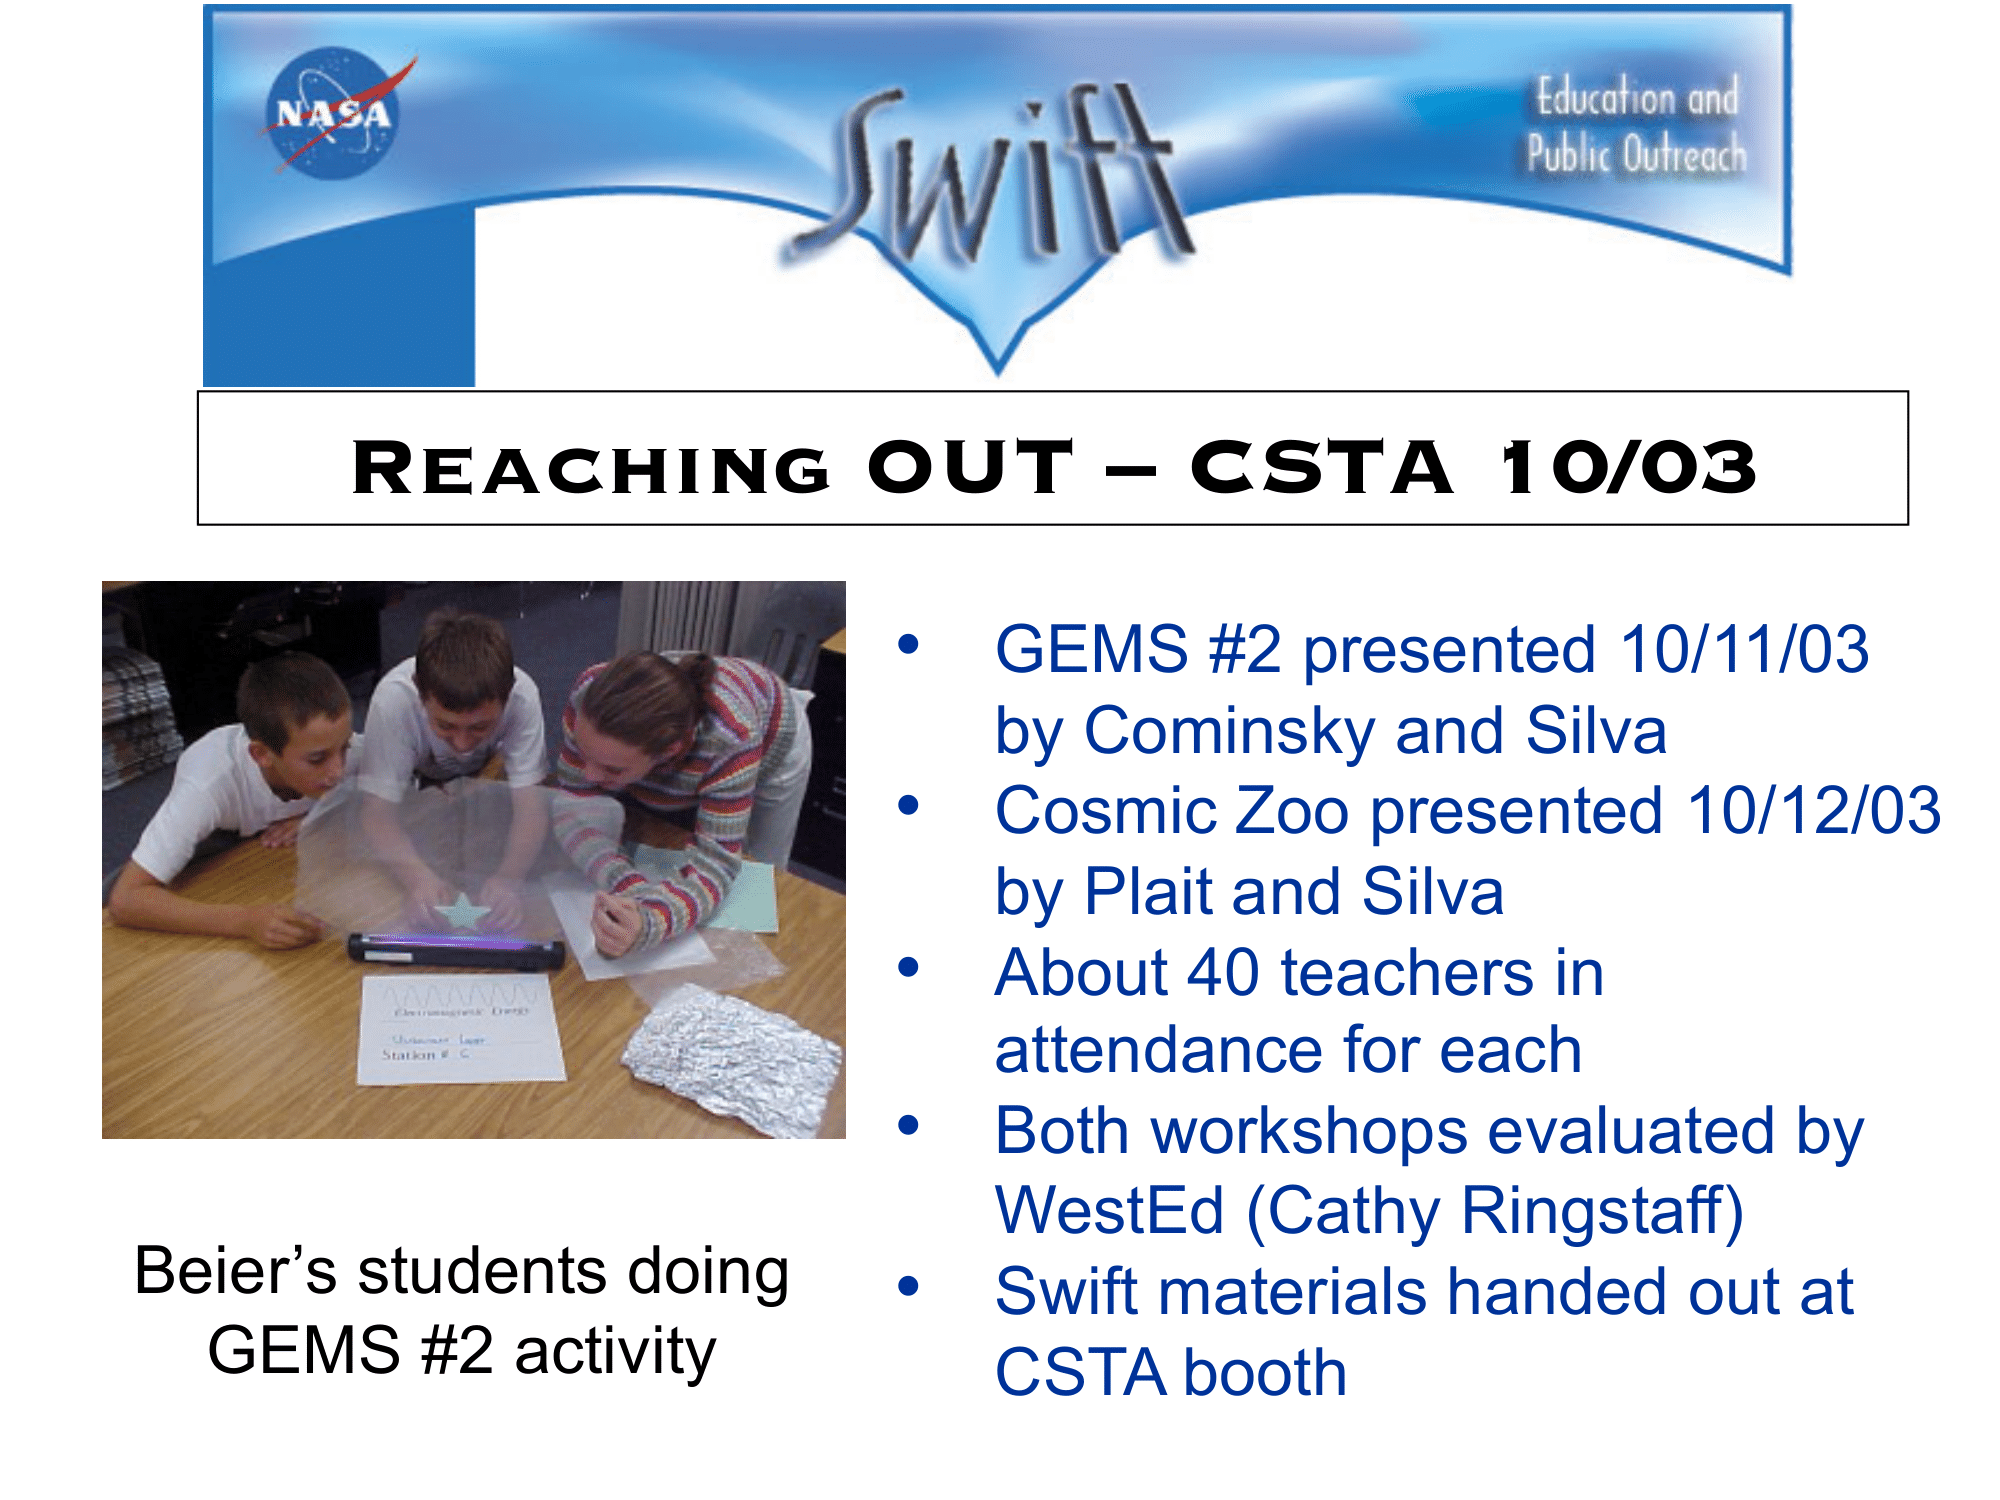 NASA
Swift
Education and
Public Outreach
REACHING OUT – CSTA 10/03
Electromagnetic Energy
Station # C
• GEMS #2 presented 10/11/03
by Cominsky and Silva
• Cosmic Zoo presented 10/12/03
by Plait and Silva
• About 40 teachers in
attendance for each
• Both workshops evaluated by
WestEd (Cathy Ringstaff)
• Swift materials handed out at
CSTA booth
Beier’s students doing
GEMS #2 activity